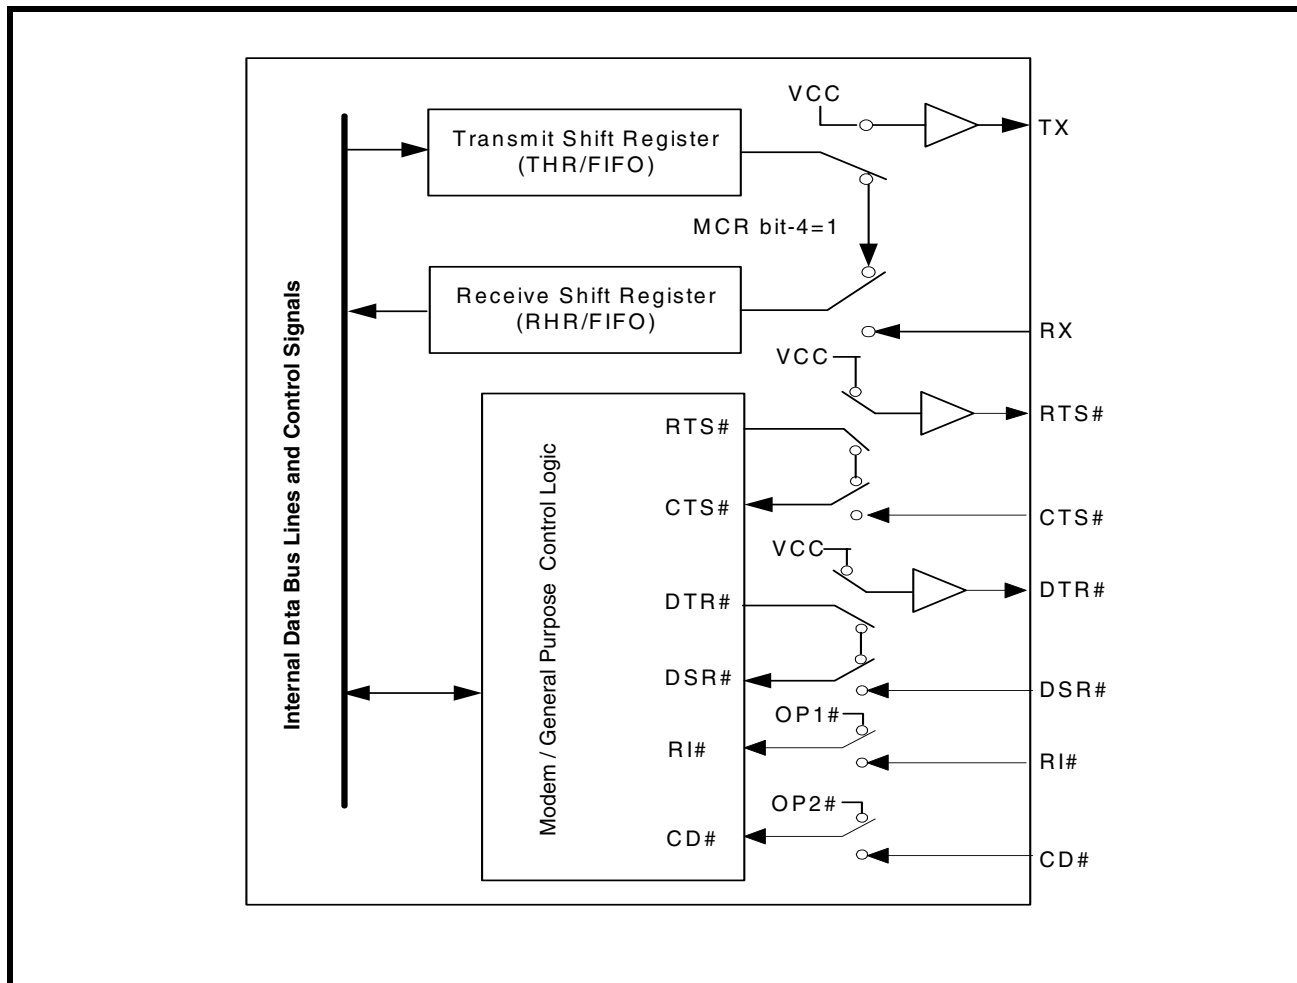 VCC
TX
Transmit Shift Register
(THR/FIFO)
MCR bit-4=1
Receive Shift Register
(RHR/FIFO)
RX
VCC
RTS#
RTS#
CTS#
CTS#
VCC
DTR#
DTR#
DSR#
DSR#
OP1#
RI#
RI#
OP2#
CD#
CD#
Internal Data Bus Lines and Control Signals
Modem / General Purpose Control Logic